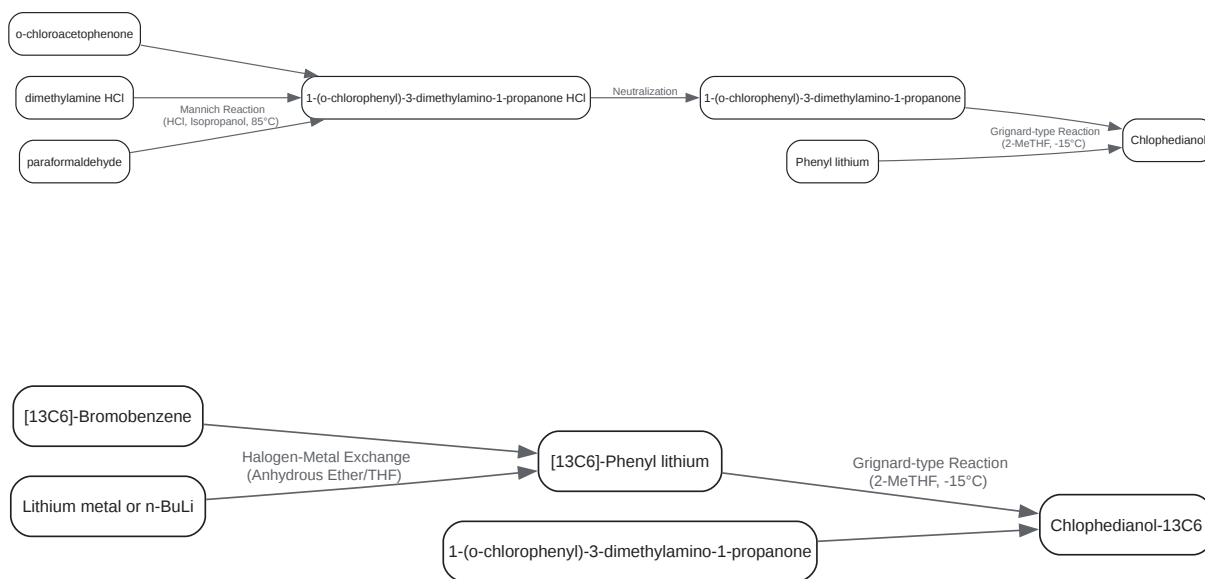 o-chloroacetophenone
dimethylamine HCl
Mannich Reaction
(HCl, Isopropanol, 85°C)
paraformaldehyde
1-(o-chlorophenyl)-3-dimethylamino-1-propanone HCl
Neutralization
1-(o-chlorophenyl)-3-dimethylamino-1-propanone
Phenyl lithium
Grignard-type Reaction
(2-MeTHF, -15°C)
Chlophedianol
[13C6]-Bromobenzene
Lithium metal or n-BuLi
Halogen-Metal Exchange
(Anhydrous Ether/THF)
[13C6]-Phenyl lithium
1-(o-chlorophenyl)-3-dimethylamino-1-propanone
Grignard-type Reaction
(2-MeTHF, -15°C)
Chlophedianol-13C6